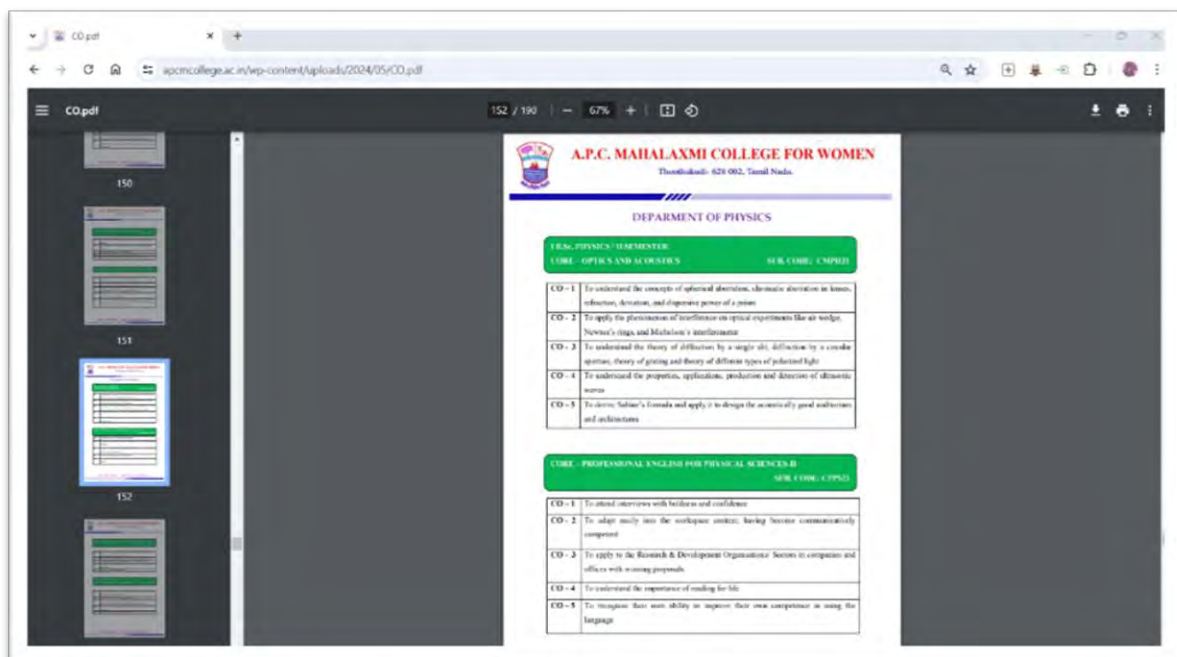 CO.pdf
apcmcollege.ac.in/wp-content/uploads/2024/05/CO.pdf
CO.pdf
152 / 190
67%
150
151
152
A.P.C. MAHALAXMI COLLEGE FOR WOMEN
Thoothukudi- 628 002, Tamil Nadu.
DEPARMENT OF PHYSICS
I B.Sc. PHYSICS / II SEMESTER
CORE – OPTICS AND ACOUSTICS SUB. CODE:
CO – 1 To understand the concepts of spherical aberration, chromatic aberration in lenses,
refraction, deviation, and dispersive power of a prism
CO – 2 To apply the phenomenon of interference on optical experiments like air wedge,
Newton's rings, and Michelson's interferometer
CO – 3 To understand the theory of diffraction by a single slit, diffraction by a circular
aperture, theory of grating and theory of different types of polarized light
CO – 4 To understand the properties, applications, production and detection of ultrasonic
waves
CO – 5 To derive Sabine's formula and apply it to design the acoustically good auditorium
and architectures
CORE – PROFESSIONAL ENGLISH FOR PHYSICAL SCIENCES-II
SUB. CODE:
CO – 1 To attend interviews with boldness and confidence
CO – 2 To adapt easily into the workspace context, having become communicatively
competent
CO – 3 To apply to the Research & Development Organisations/ Sectors in companies and
offices with winning proposals
CO – 4 To understand the importance of reading for life
CO – 5 To recognize their own ability to improve their own competence in using the
language